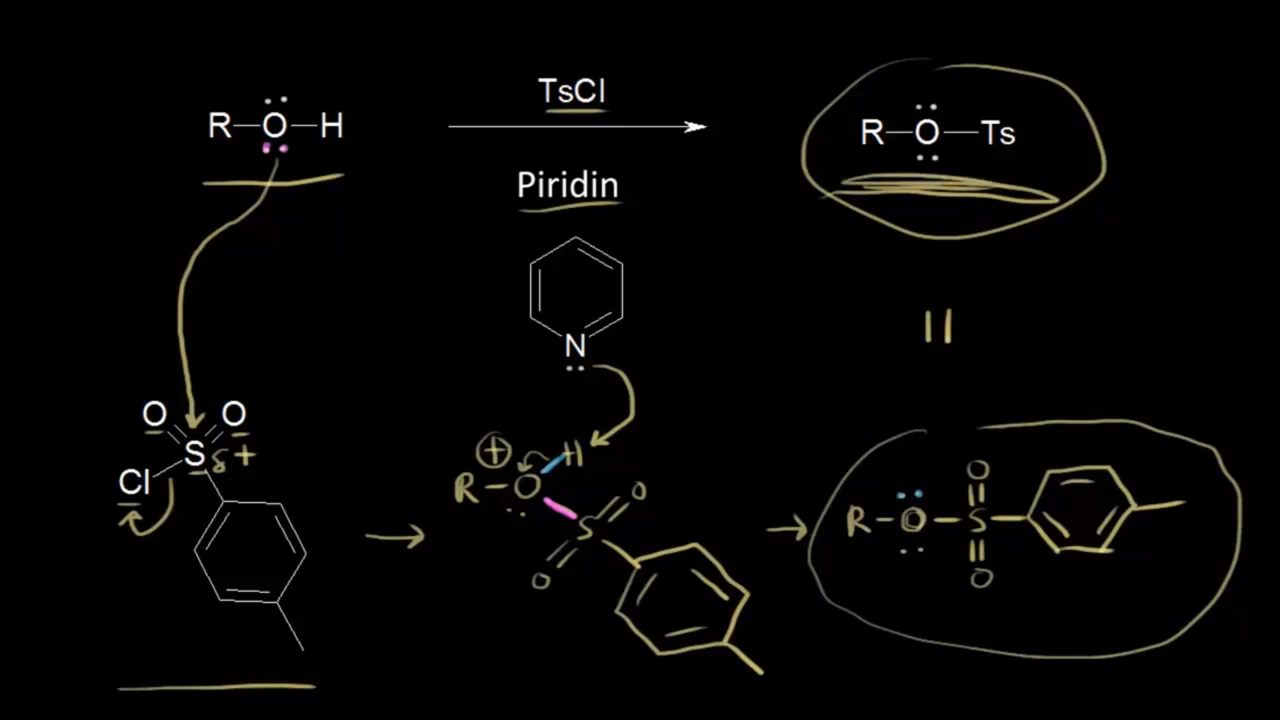 R—O—H
TsCl
Piridin
R—O—Ts
N
O O
S δ+
Cl
⊕ H
R—O
S O
O
O
R—O—S
O